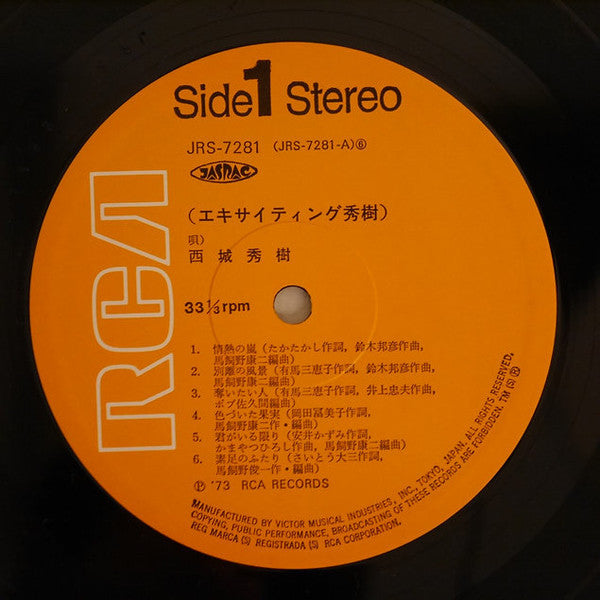 Side 1 Stereo
JRS-7281 (JRS-7281-A)⑥
JASRAC
(エキサイティング秀樹)
唄)
西城秀樹
33 1/3 rpm
RCA
1. 情熱の嵐(たかたかし作詞, 鈴木邦彦作曲,
馬飼野康二編曲)
2. 別離の風景(有馬三恵子作詞, 鈴木邦彦作曲,
馬飼野康二編曲)
3. 奪いたい人(有馬三恵子作詞, 井上忠夫作曲,
ボブ佐久間編曲)
4. 色づいた果実(岡田冨美子作詞,
馬飼野康二作・編曲)
5. 君がいる限り(安井かずみ作詞,
かまやつひろし作曲, 馬飼野康二編曲)
6. 素足のふたり(さいとう大三作詞,
馬飼野俊一作・編曲)
℗ '73 RCA RECORDS
MANUFACTURED BY VICTOR MUSICAL INDUSTRIES, INC., TOKYO, JAPAN. ALL RIGHTS RESERVED.
COPYING, PUBLIC PERFORMANCE, BROADCASTING OF THESE RECORDS ARE FORBIDDEN. TM (S) ®
REG MARCA (S) REGISTRADA (S) RCA CORPORATION.